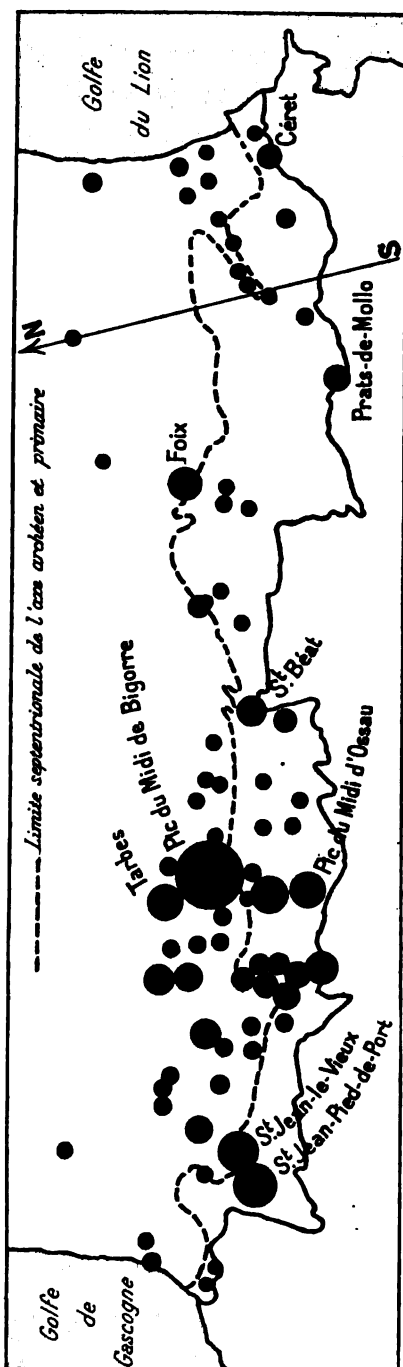 Golfe
du Lion
Céret
N
S
Prats-de-Mollo
Limite septentrionale de l'axe archéen et primaire
Foix
St. Béat
Pic du Midi de Bigorre
Tarbes
Pic du Midi d'Ossau
St. Jean-le-Vieux
St. Jean-Pied-de-Port
Golfe
de
Gascogne